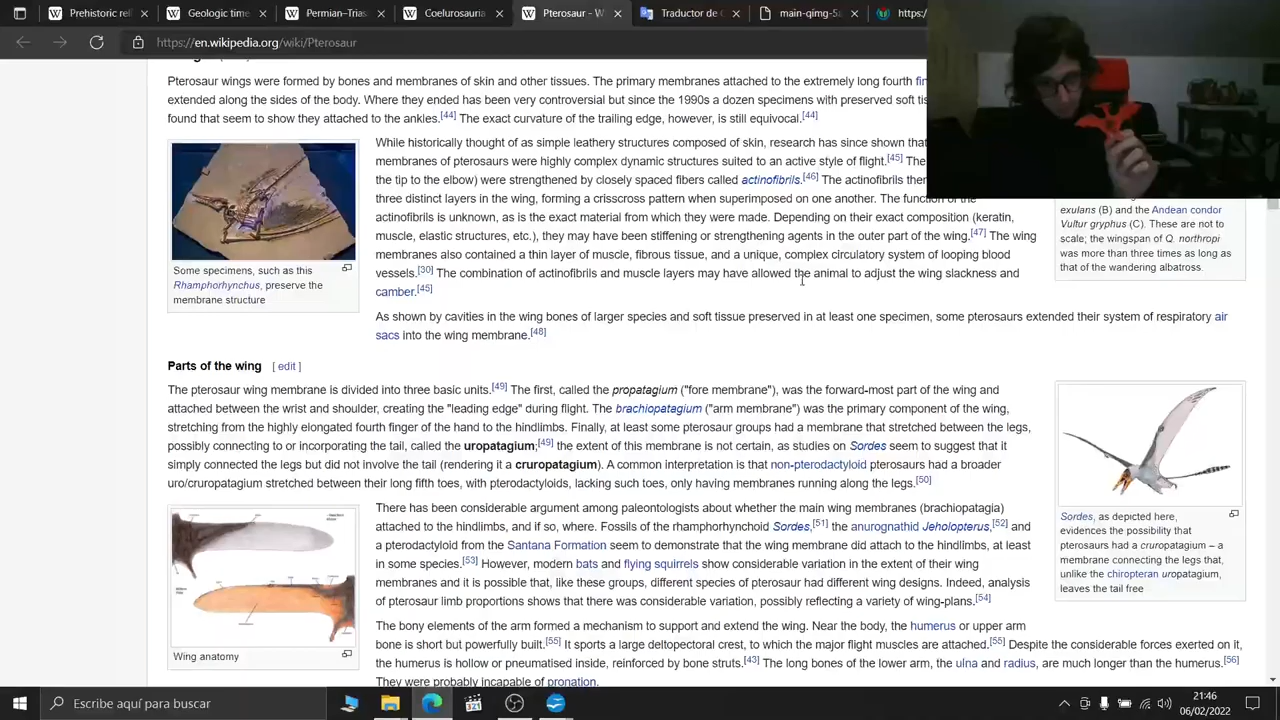 Prehistoric re
Geologic time
Permian–Trias
Coelurosauria
Pterosaur - W
Traductor de G
main-qimg-5a
https:/
https://en.wikipedia.org/wiki/Pterosaur
Pterosaur wings were formed by bones and membranes of skin and other tissues. The primary membranes attached to the extremely long fourth
extended along the sides of the body. Where they ended has been very controversial but since the 1990s a dozen specimens with preserved soft
found that seem to show they attached to the ankles.[44] The exact curvature of the trailing edge, however, is still equivocal.[44]
Some specimens, such as this
Rhamphorhynchus, preserve the
membrane structure
While historically thought of as simple leathery structures composed of skin, research has since shown that
membranes of pterosaurs were highly complex dynamic structures suited to an active style of flight.[45]
the tip to the elbow) were strengthened by closely spaced fibers called actinofibrils.[46] The actinofibrils
three distinct layers in the wing, forming a crisscross pattern when superimposed on one another. The function of the
actinofibrils is unknown, as is the exact material from which they were made. Depending on their exact composition (keratin,
muscle, elastic structures, etc.), they may have been stiffening or strengthening agents in the outer part of the wing.[47] The wing
membranes also contained a thin layer of muscle, fibrous tissue, and a unique, complex circulatory system of looping blood
vessels.[30] The combination of actinofibrils and muscle layers may have allowed the animal to adjust the wing slackness and
camber.[45]
As shown by cavities in the wing bones of larger species and soft tissue preserved in at least one specimen, some pterosaurs extended their system of respiratory air
sacs into the wing membrane.[48]
exulans (B) and the Andean condor
Vultur gryphus (C). These are not to
scale; the wingspan of Q. northropi
was more than three times as long as
that of the wandering albatross.
Parts of the wing [ edit ]
The pterosaur wing membrane is divided into three basic units.[49] The first, called the propatagium ("fore membrane"), was the forward-most part of the wing and
attached between the wrist and shoulder, creating the "leading edge" during flight. The brachiopatagium ("arm membrane") was the primary component of the wing,
stretching from the highly elongated fourth finger of the hand to the hindlimbs. Finally, at least some pterosaur groups had a membrane that stretched between the legs,
possibly connecting to or incorporating the tail, called the uropatagium;[49] the extent of this membrane is not certain, as studies on Sordes seem to suggest that it
simply connected the legs but did not involve the tail (rendering it a cruropatagium). A common interpretation is that non-pterodactyloid pterosaurs had a broader
uro/cruropatagium stretched between their long fifth toes, with pterodactyloids, lacking such toes, only having membranes running along the legs.[50]
Wing anatomy
There has been considerable argument among paleontologists about whether the main wing membranes (brachiopatagia)
attached to the hindlimbs, and if so, where. Fossils of the rhamphorhynchoid Sordes,[51] the anurognathid Jeholopterus,[52] and
a pterodactyloid from the Santana Formation seem to demonstrate that the wing membrane did attach to the hindlimbs, at least
in some species.[53] However, modern bats and flying squirrels show considerable variation in the extent of their wing
membranes and it is possible that, like these groups, different species of pterosaur had different wing designs. Indeed, analysis
of pterosaur limb proportions shows that there was considerable variation, possibly reflecting a variety of wing-plans.[54]
Sordes, as depicted here,
evidences the possibility that
pterosaurs had a cruropatagium – a
membrane connecting the legs that,
unlike the chiropteran uropatagium,
leaves the tail free
The bony elements of the arm formed a mechanism to support and extend the wing. Near the body, the humerus or upper arm
bone is short but powerfully built.[55] It sports a large deltopectoral crest, to which the major flight muscles are attached.[55] Despite the considerable forces exerted on it,
the humerus is hollow or pneumatised inside, reinforced by bone struts.[43] The long bones of the lower arm, the ulna and radius, are much longer than the humerus.[56]
They were probably incapable of pronation.
Escribe aquí para buscar
21:46
06/02/2022